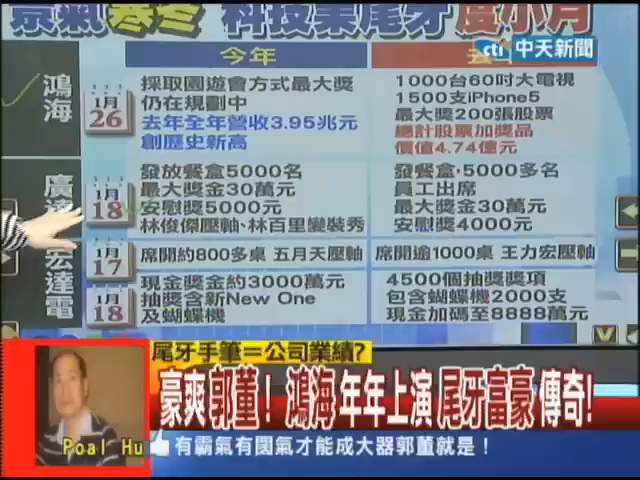 景氣寒冬 科技業尾牙度小月
cti 中天新聞
今年
鴻海
1月
26
採取園遊會方式最大獎
仍在規劃中
去年全年營收3.95兆元
創歷史新高
1000台60吋大電視
1500支iPhone5
最大獎200張股票
總計股票加獎品
價值4.74億元
廣達
1月
18
發放餐盒5000名
最大獎金30萬元
安慰獎5000元
林俊傑壓軸、林百里變裝秀
發餐盒,5000多名
員工出席
最大獎金30萬元
安慰獎4000元
宏達電
1月
17
席開約800多桌 五月天壓軸
席開逾1000桌 王力宏壓軸
1月
18
現金獎金約3000萬元
抽獎含新New One
及蝴蝶機
4500個抽獎獎項
包含蝴蝶機2000支
現金加碼至8888萬元
尾牙手筆=公司業績?
豪爽郭董! 鴻海年年上演尾牙富豪傳奇!
Poal Hu
有霸氣有闊氣才能成大器郭董就是!